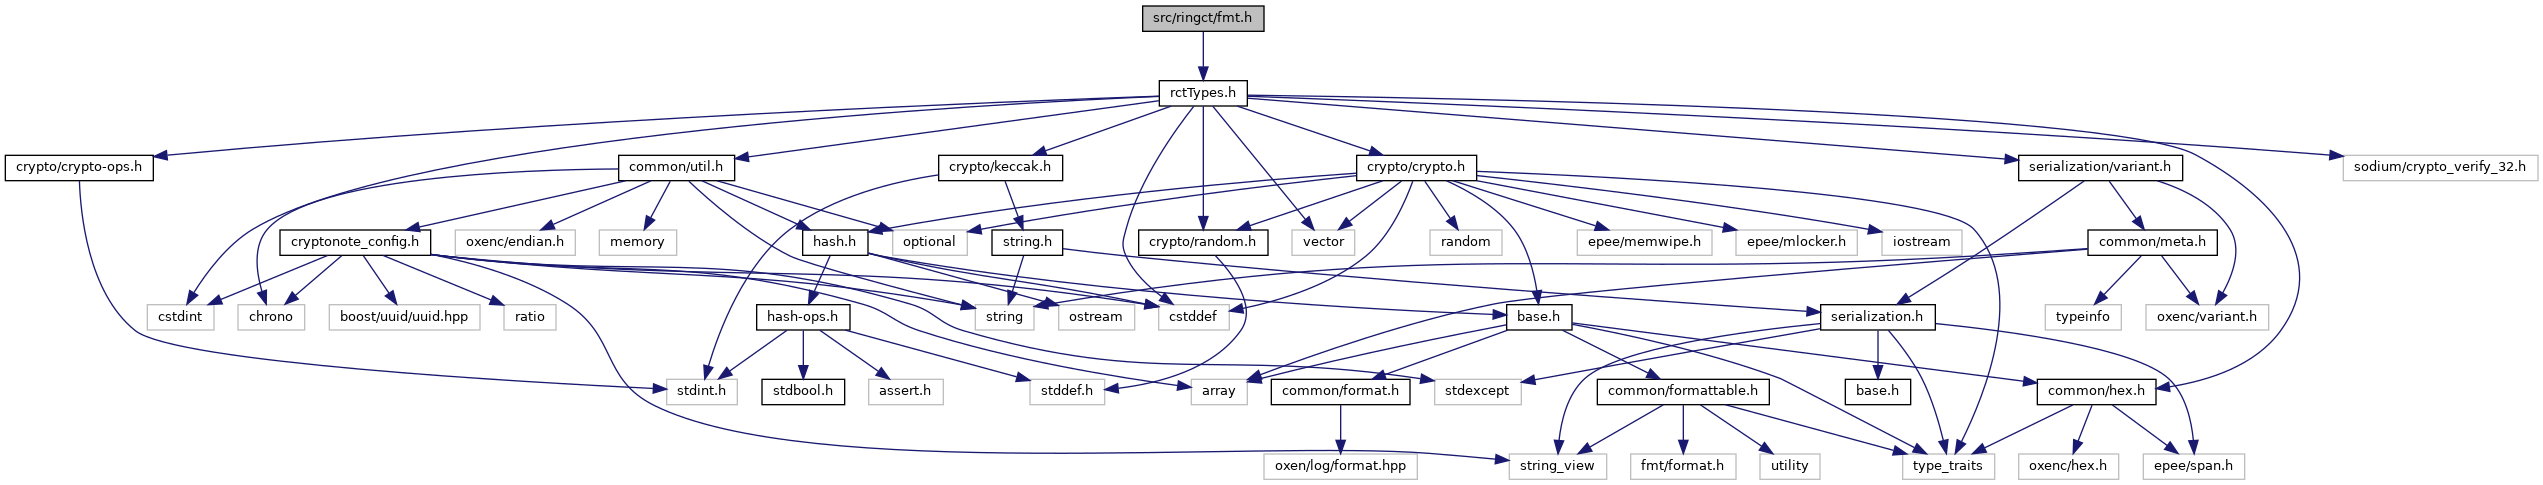 src/ringct/fmt.h
rctTypes.h
crypto/crypto-ops.h
common/util.h
crypto/keccak.h
crypto/crypto.h
serialization/variant.h
sodium/crypto_verify_32.h
cryptonote_config.h
oxenc/endian.h
memory
hash.h
optional
string.h
crypto/random.h
vector
random
epee/memwipe.h
epee/mlocker.h
iostream
common/meta.h
cstdint
chrono
boost/uuid/uuid.hpp
ratio
hash-ops.h
string
ostream
cstddef
base.h
serialization.h
typeinfo
oxenc/variant.h
stdint.h
stdbool.h
assert.h
stddef.h
array
common/format.h
stdexcept
common/formattable.h
base.h
common/hex.h
oxen/log/format.hpp
string_view
fmt/format.h
utility
type_traits
oxenc/hex.h
epee/span.h